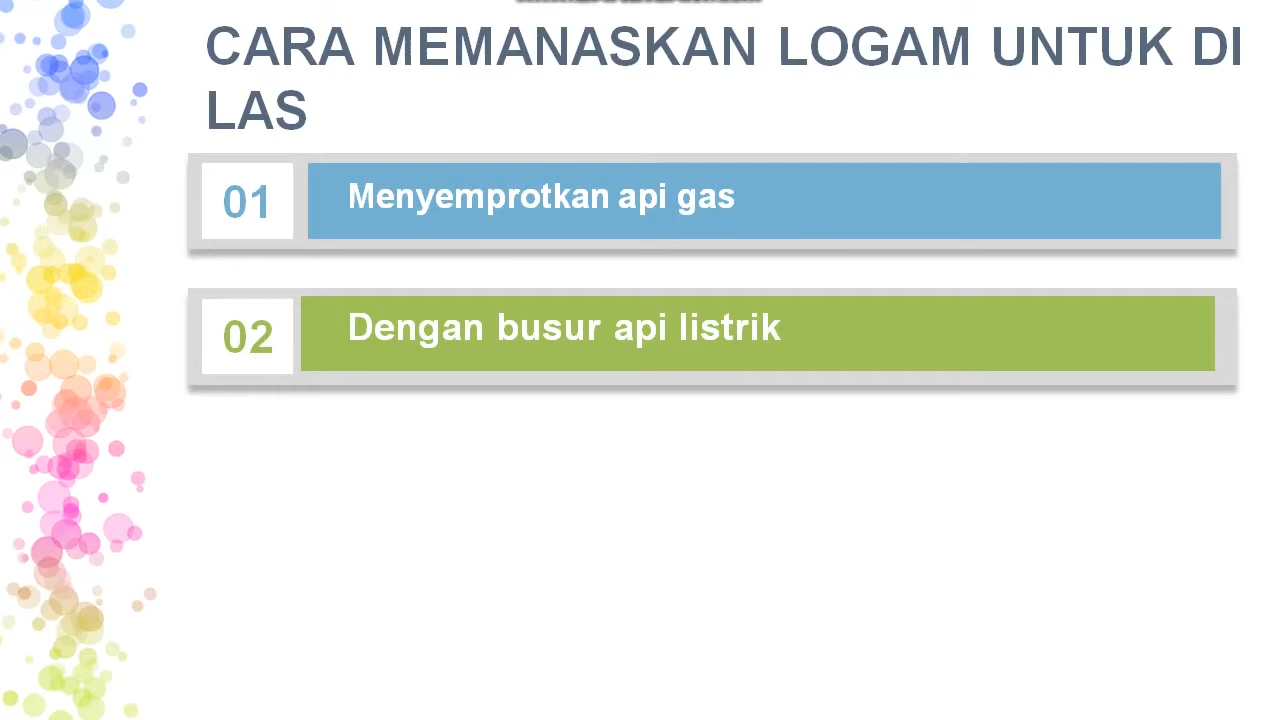 CARA MEMANASKAN LOGAM UNTUK DI
LAS
01 Menyemprotkan api gas
02 Dengan busur api listrik